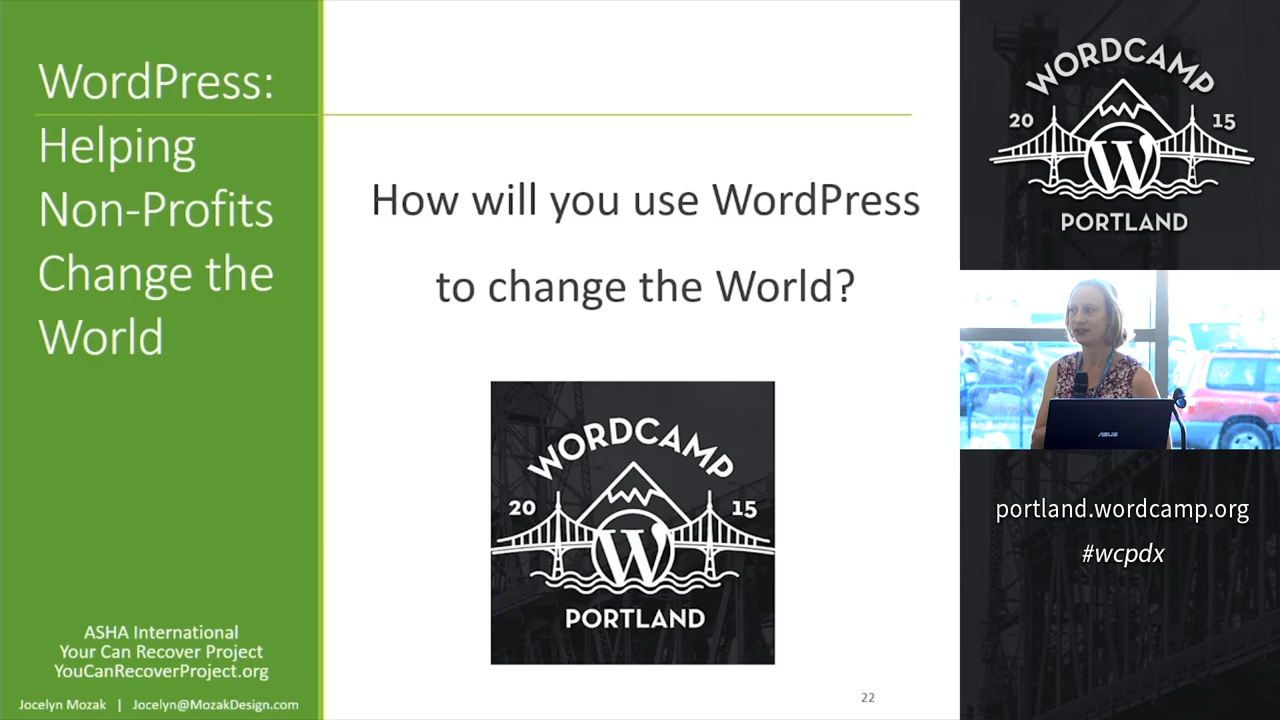 WordPress:
Helping
Non-Profits
Change the
World
ASHA International
Your Can Recover Project
YouCanRecoverProject.org
Jocelyn Mozak | Jocelyn@MozakDesign.com
How will you use WordPress
to change the World?
WORDCAMP
20 15
W
PORTLAND
22
WORDCAMP
20 15
W
PORTLAND
ASUS
portland.wordcamp.org
#wcpdx